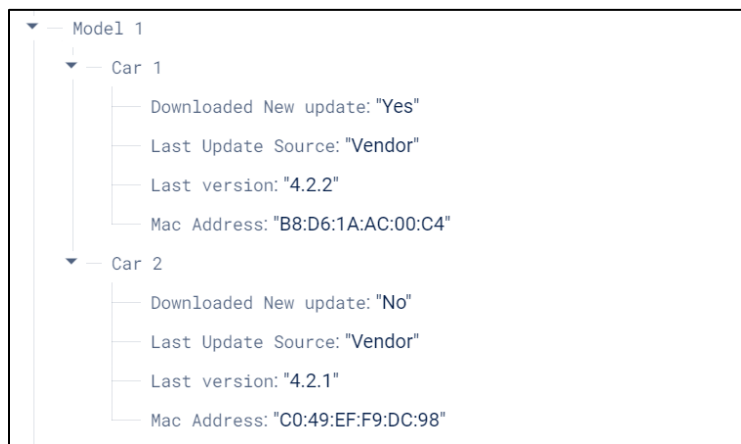 Model 1
Car 1
Downloaded New update: "Yes"
Last Update Source: "Vendor"
Last version: "4.2.2"
Mac Address: "B8:D6:1A:AC:00:C4"
Car 2
Downloaded New update: "No"
Last Update Source: "Vendor"
Last version: "4.2.1"
Mac Address: "C0:49:EF:F9:DC:98"